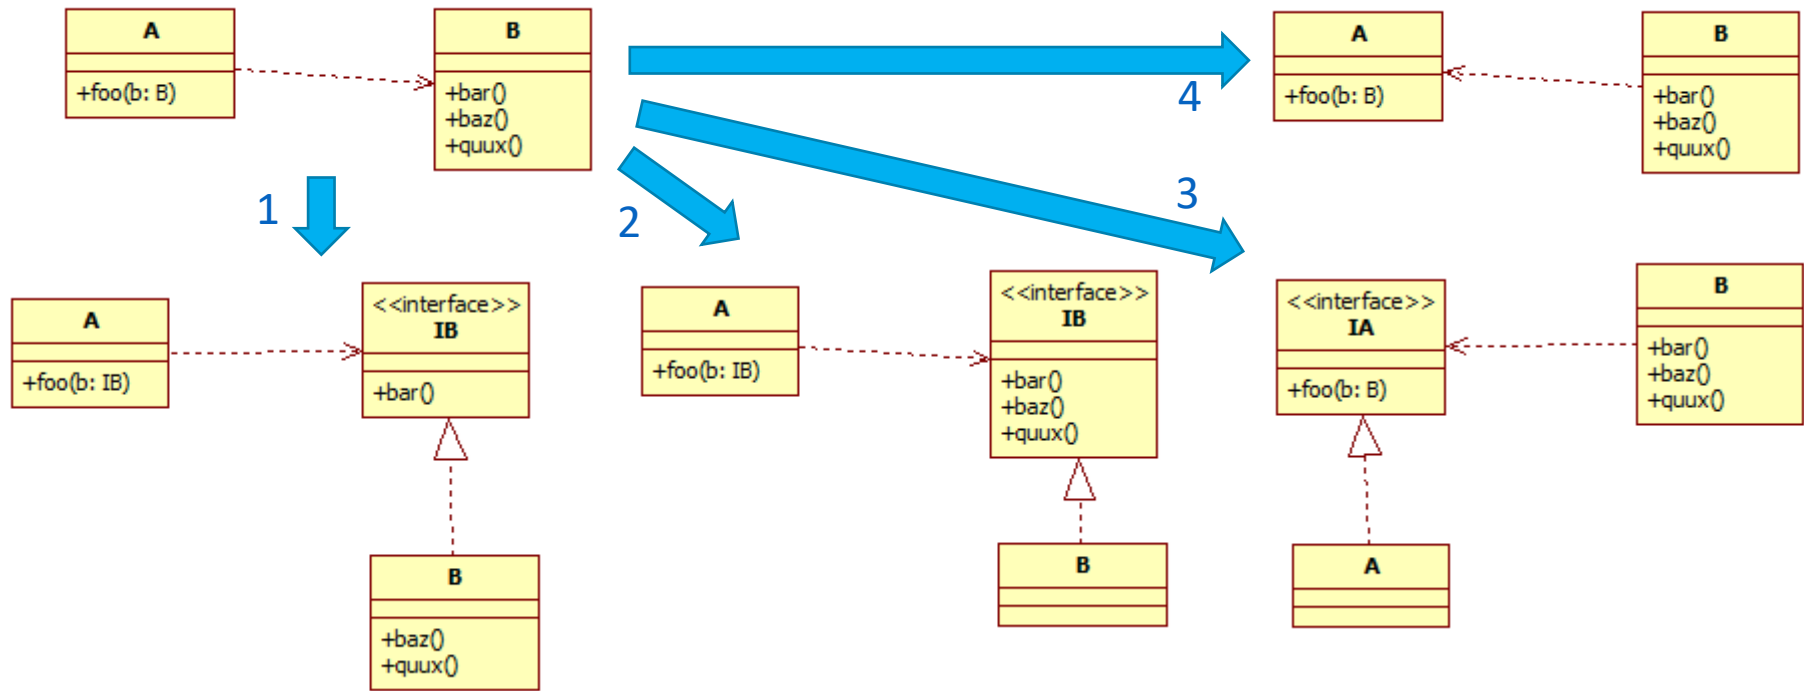 A
+foo(b: B)
B
+bar()
+baz()
+quux()
4
A
+foo(b: B)
B
+bar()
+baz()
+quux()
1
2
3
A
+foo(b: IB)
<<interface>>
IB
+bar()
B
+baz()
+quux()
A
+foo(b: IB)
<<interface>>
IB
+bar()
+baz()
+quux()
B
<<interface>>
IA
+foo(b: B)
B
+bar()
+baz()
+quux()
A